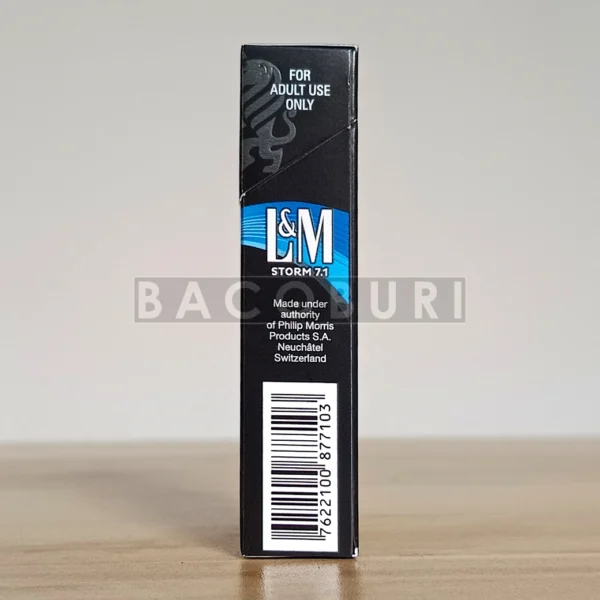 FOR
ADULT USE
ONLY
L&M
STORM 7.1
BACOBURI
Made under
authority
of Philip Morris
Products S.A.
Neuchâtel
Switzerland
7622100 877103